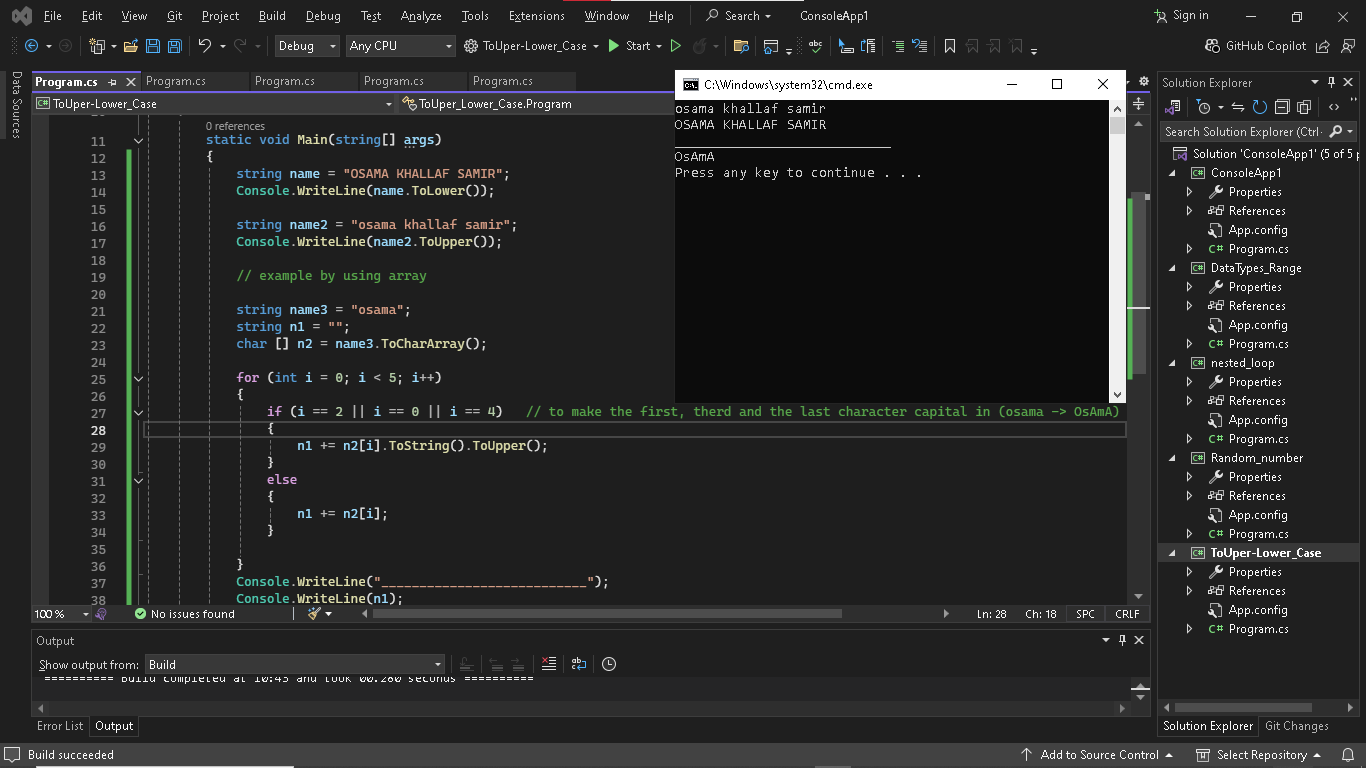 File Edit View Git Project Build Debug Test Analyze Tools Extensions Window Help Search ConsoleApp1 Sign in
Debug Any CPU ToUper-Lower_Case Start GitHub Copilot
Data Sources
Program.cs Program.cs Program.cs Program.cs Program.cs
ToUper-Lower_Case ToUper_Lower_Case.Program
0 references
11 static void Main(string[] args)
12 {
13 string name = "OSAMA KHALLAF SAMIR";
14 Console.WriteLine(name.ToLower());
15
16 string name2 = "osama khallaf samir";
17 Console.WriteLine(name2.ToUpper());
18
19 // example by using array
20
21 string name3 = "osama";
22 string n1 = "";
23 char [] n2 = name3.ToCharArray();
24
25 for (int i = 0; i < 5; i++)
26 {
27 if (i == 2 || i == 0 || i == 4) // to make the first, therd and the last character capital in (osama -> OsAmA)
28 {
29 n1 += n2[i].ToString().ToUpper();
30 }
31 else
32 {
33 n1 += n2[i];
34 }
35
36 }
37 Console.WriteLine("___________________________");
38 Console.WriteLine(n1);
C:\Windows\system32\cmd.exe
osama khallaf samir
OSAMA KHALLAF SAMIR
___________________________
OsAmA
Press any key to continue . . .
100 % No issues found Ln: 28 Ch: 18 SPC CRLF
Output
Show output from: Build
========== Build completed at 10:43 and took 00.280 seconds ==========
Error List Output
Solution Explorer
Search Solution Explorer (Ctrl+
Solution 'ConsoleApp1' (5 of 5 p
ConsoleApp1
Properties
References
App.config
Program.cs
DataTypes_Range
Properties
References
App.config
Program.cs
nested_loop
Properties
References
App.config
Program.cs
Random_number
Properties
References
App.config
Program.cs
ToUper-Lower_Case
Properties
References
App.config
Program.cs
Solution Explorer Git Changes
Build succeeded Add to Source Control Select Repository